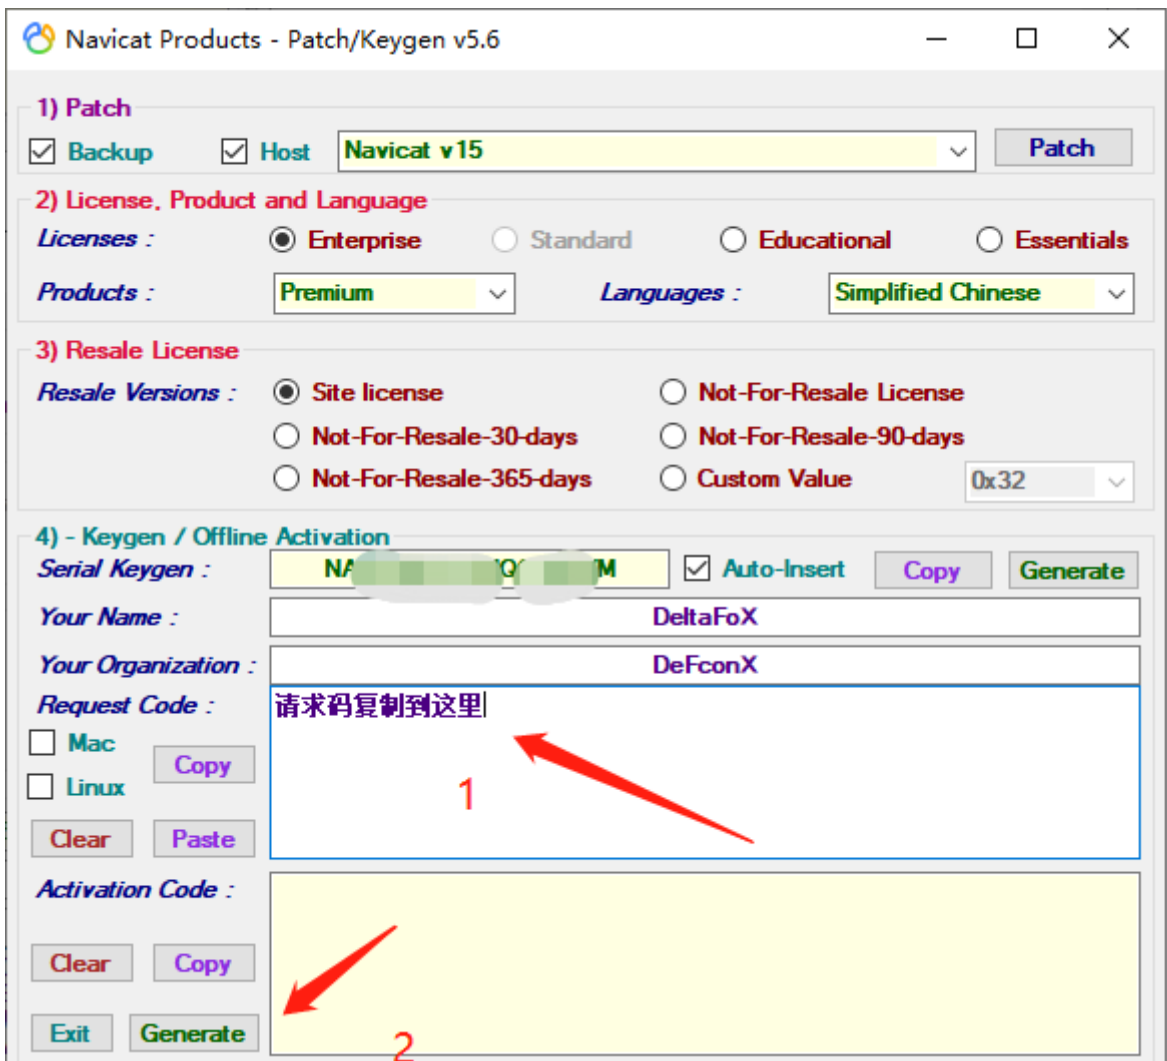 Navicat Products - Patch/Keygen v5.6
1) Patch
Backup Host Navicat v15 Patch
2) License, Product and Language
Licenses : Enterprise Standard Educational Essentials
Products : Premium Languages : Simplified Chinese
3) Resale License
Resale Versions : Site license Not-For-Resale License
Not-For-Resale-30-days Not-For-Resale-90-days
Not-For-Resale-365-days Custom Value 0x32
4) - Keygen / Offline Activation
Serial Keygen : Auto-Insert Copy Generate
Your Name : DeltaFoX
Your Organization : DeFconX
Request Code : 请求码复制到这里
Mac
Copy
Linux
1
Clear Paste
Activation Code :
Clear Copy
Exit Generate
2